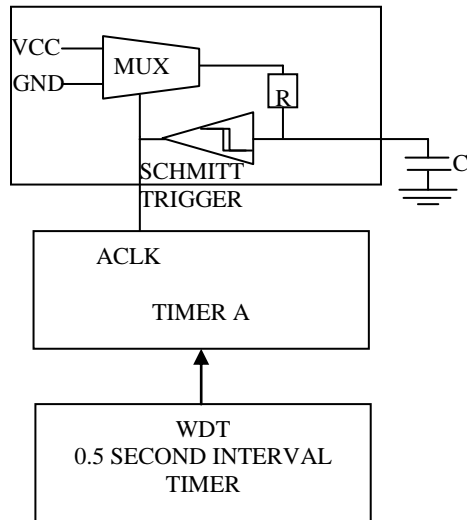 VCC
GND
MUX
R
C
SCHMITT
TRIGGER
ACLK
TIMER A
WDT
0.5 SECOND INTERVAL
TIMER